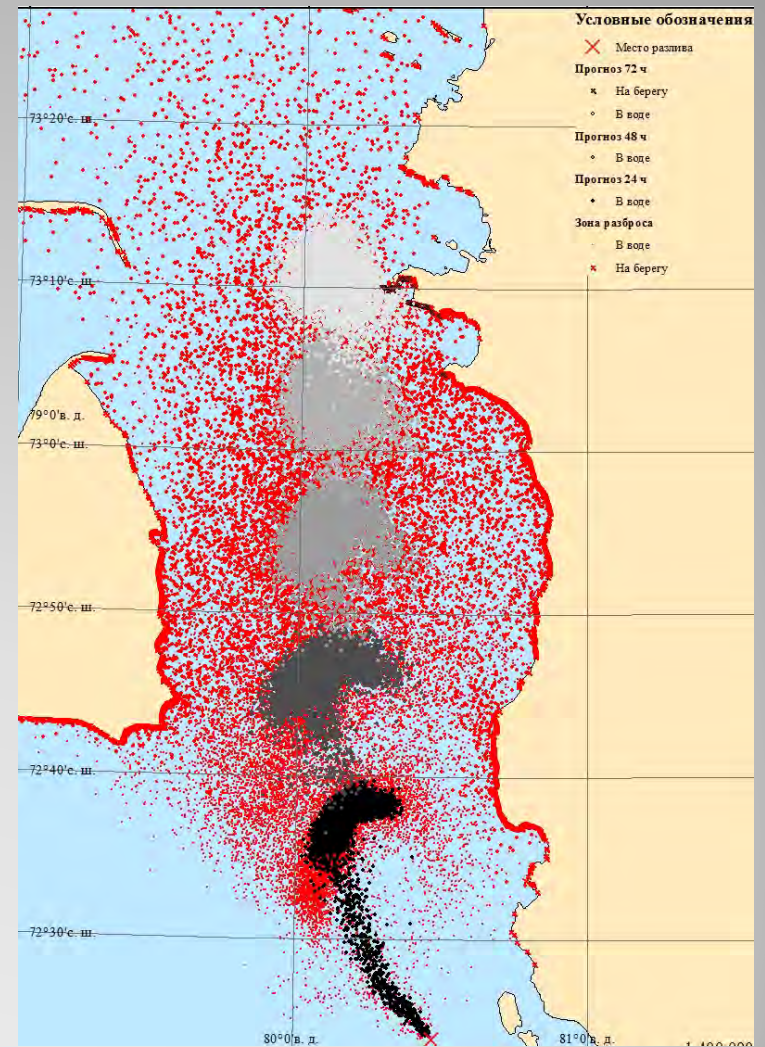 Условные обозначения
Место разлива
Прогноз 72 ч
На берегу
В воде
Прогноз 48 ч
В воде
Прогноз 24 ч
В воде
Зона разброса
В воде
На берегу
73°20'с. ш.
73°10'с. ш.
79°0'в. д.
73°0'с. ш.
72°50'с. ш.
72°40'с. ш.
72°30'с. ш.
80°0'в. д.
81°0'в. д.